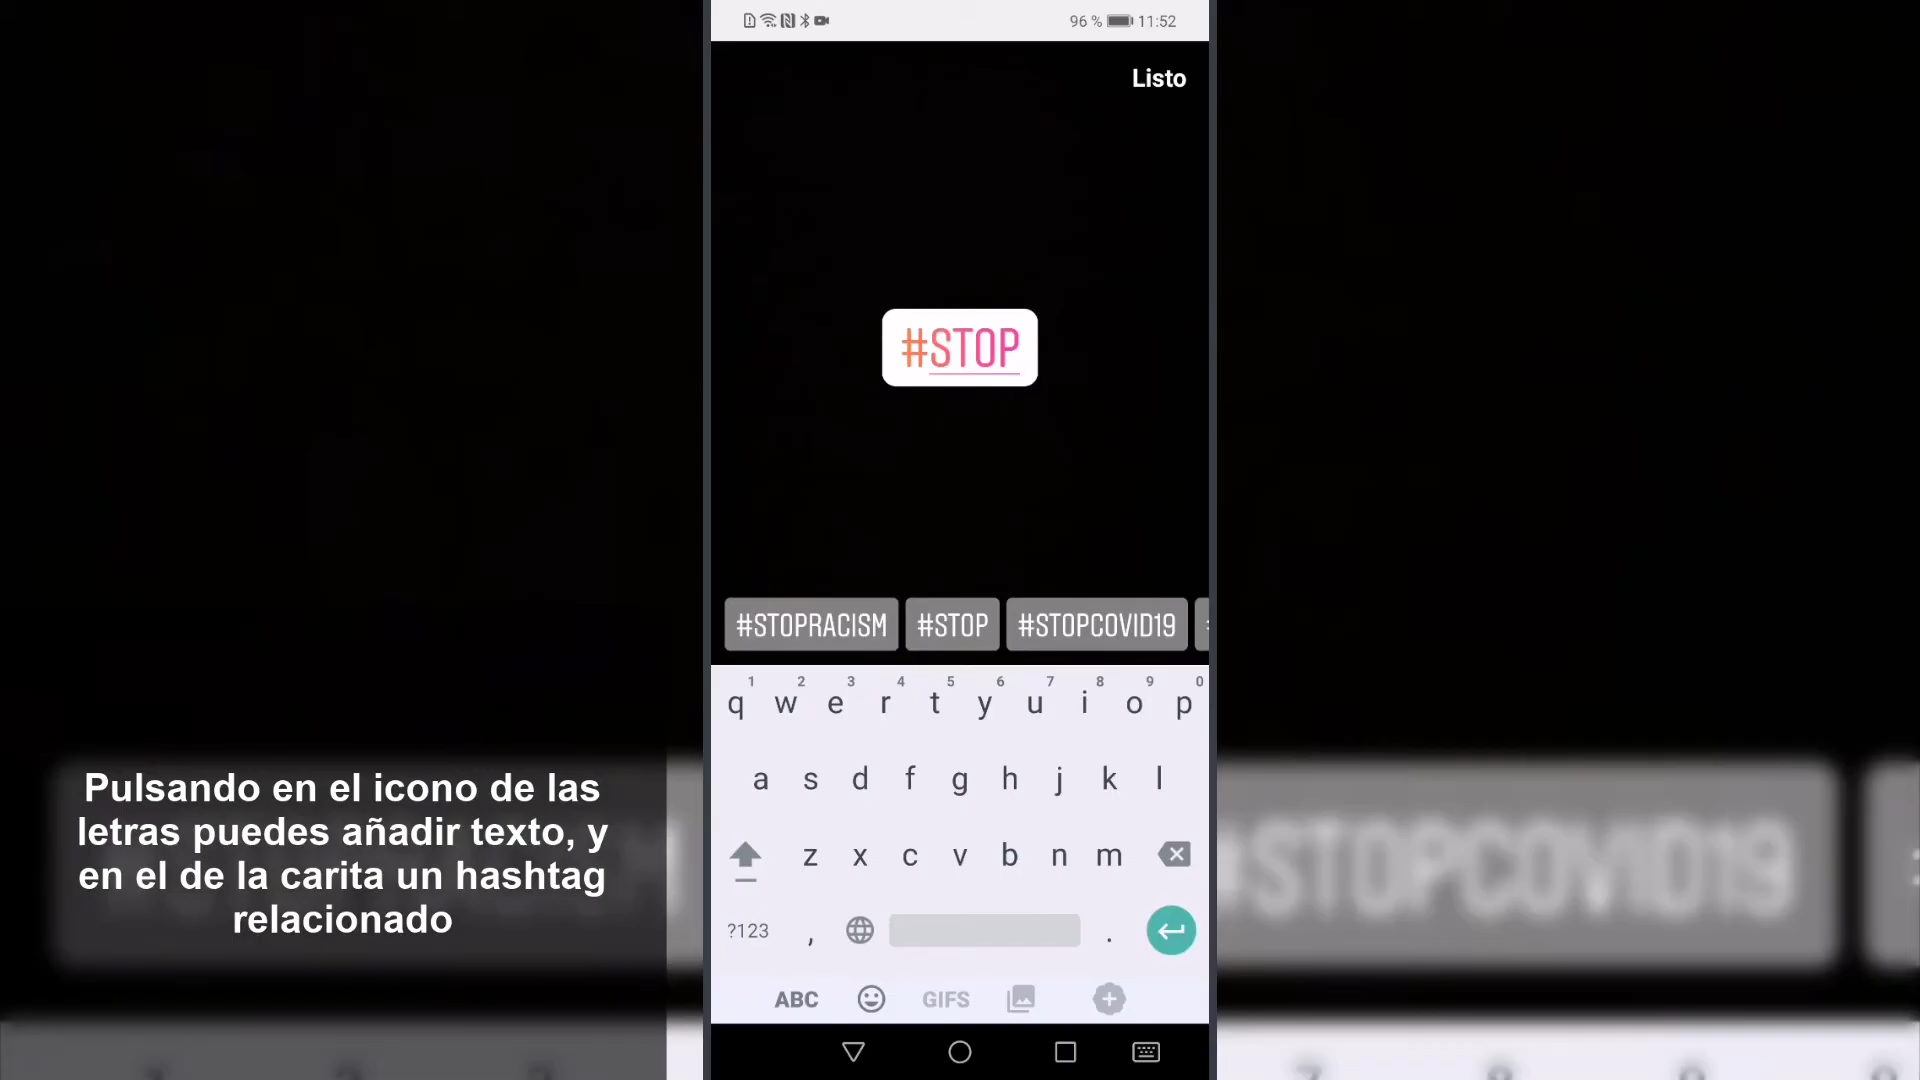 96 % 11:52
Listo
#STOP
#STOPRACISM #STOP #STOPCOVID19
1 2 3 4 5 6 7 8 9 0
q w e r t y u i o p
a s d f g h j k l
z x c v b n m
?123 , .
ABC GIFS
Pulsando en el icono de las
letras puedes añadir texto, y
en el de la carita un hashtag
relacionado
#STOPCOVID19